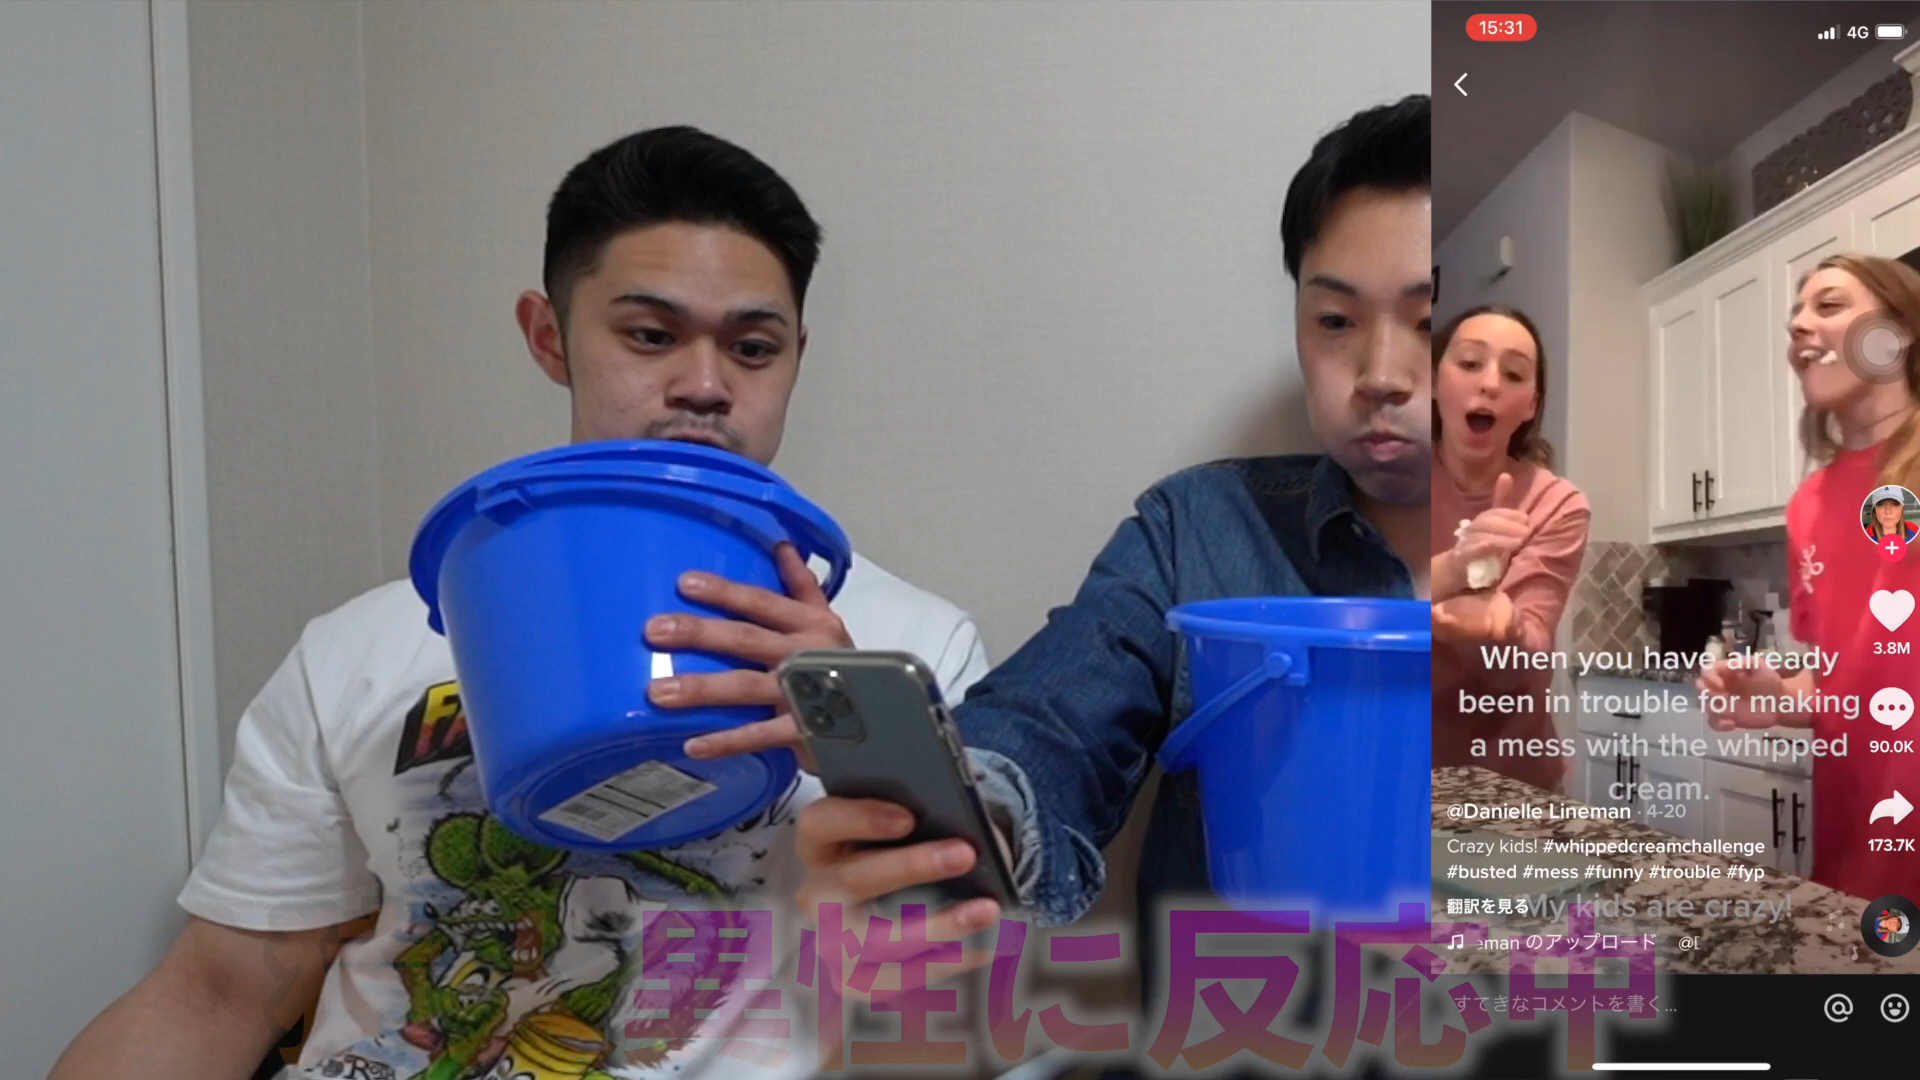 15:31
4G
When you have already
been in trouble for making
a mess with the whipped
cream.
@Danielle Lineman · 4-20
Crazy kids! #whippedcreamchallenge
#busted #mess #funny #trouble #fyp
翻訳を見る
My kids are crazy!
eman のアップロード @
3.8M
90.0K
173.7K
異性に反応中
すてきなコメントを書く...